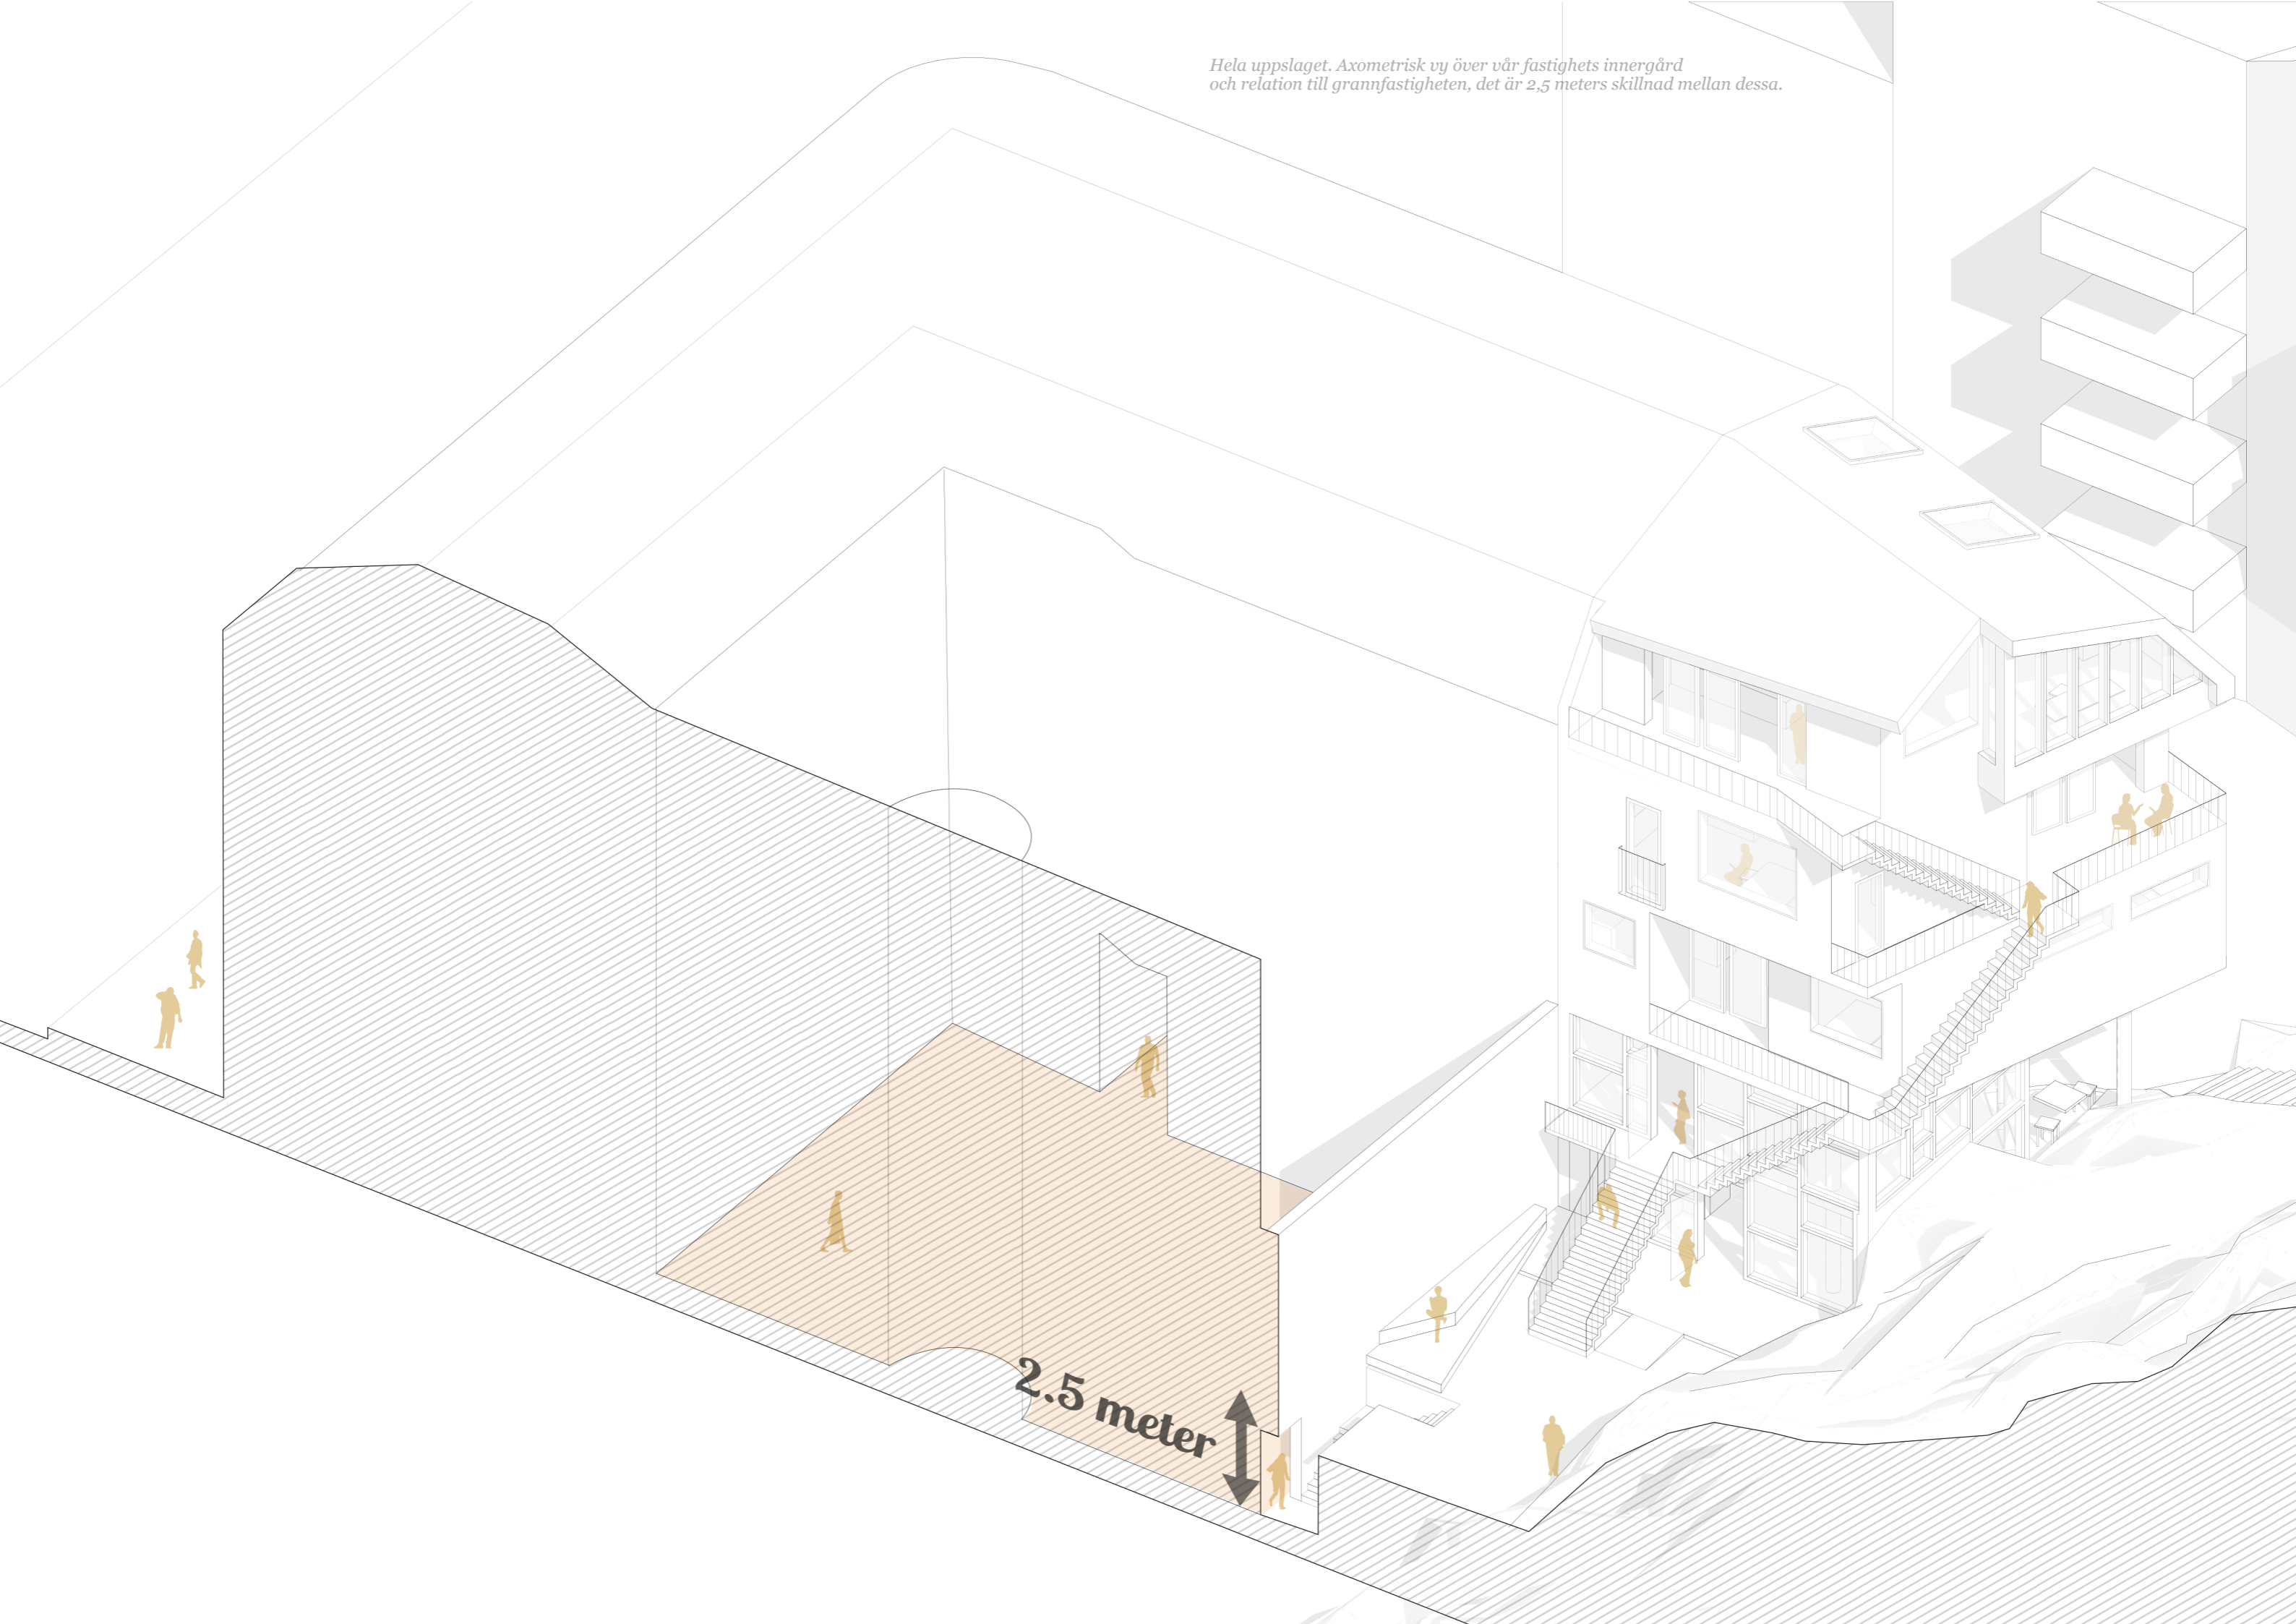 Hela uppslaget. Axometrisk vy över vår fastighets innergård
och relation till grannfastigheten, det är 2,5 meters skillnad mellan dessa.
2.5 meter